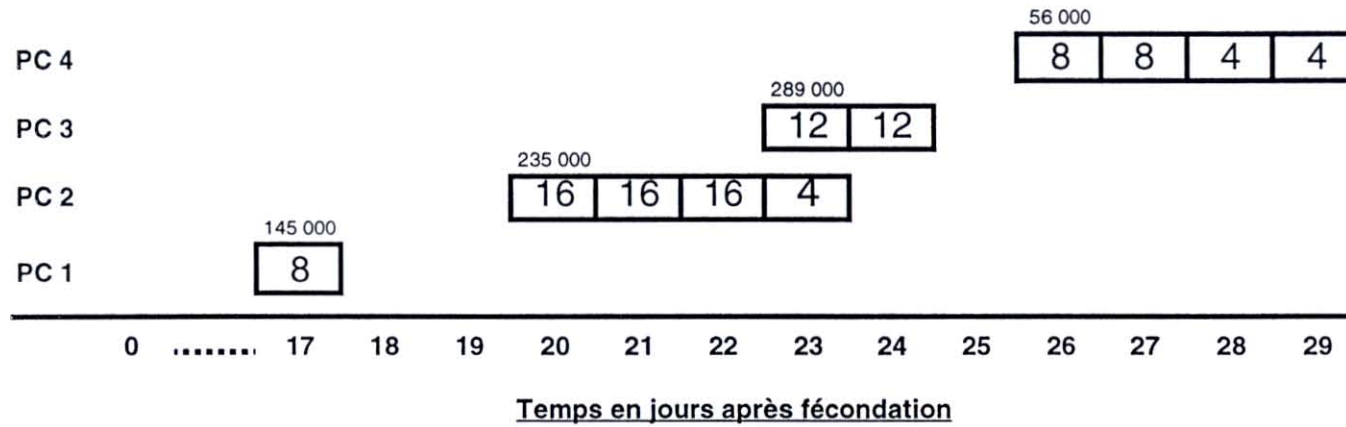 56 000
PC 4 8 8 4 4
289 000
PC 3 12 12
235 000
PC 2 16 16 16 4
145 000
PC 1 8
0 ........ 17 18 19 20 21 22 23 24 25 26 27 28 29
Temps en jours après fécondation